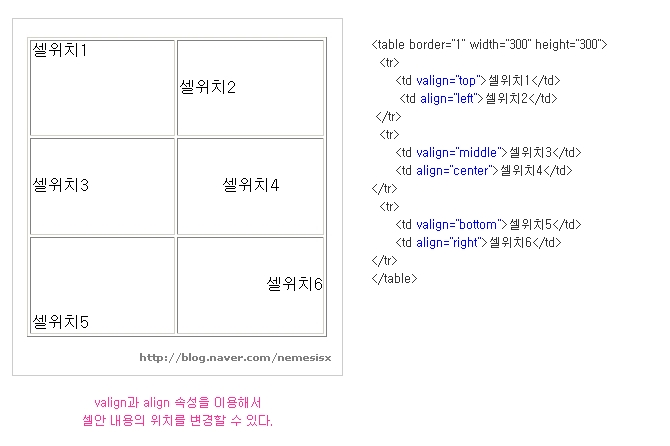 셀위치1
셀위치2
셀위치3
셀위치4
셀위치5
셀위치6
http://blog.naver.com/nemesisx
valign과 align 속성을 이용해서
셀안 내용의 위치를 변경할 수 있다.
<table border="1" width="300" height="300">
<tr>
<td valign="top">셀위치1</td>
<td align="left">셀위치2</td>
</tr>
<tr>
<td valign="middle">셀위치3</td>
<td align="center">셀위치4</td>
</tr>
<tr>
<td valign="bottom">셀위치5</td>
<td align="right">셀위치6</td>
</tr>
</table>